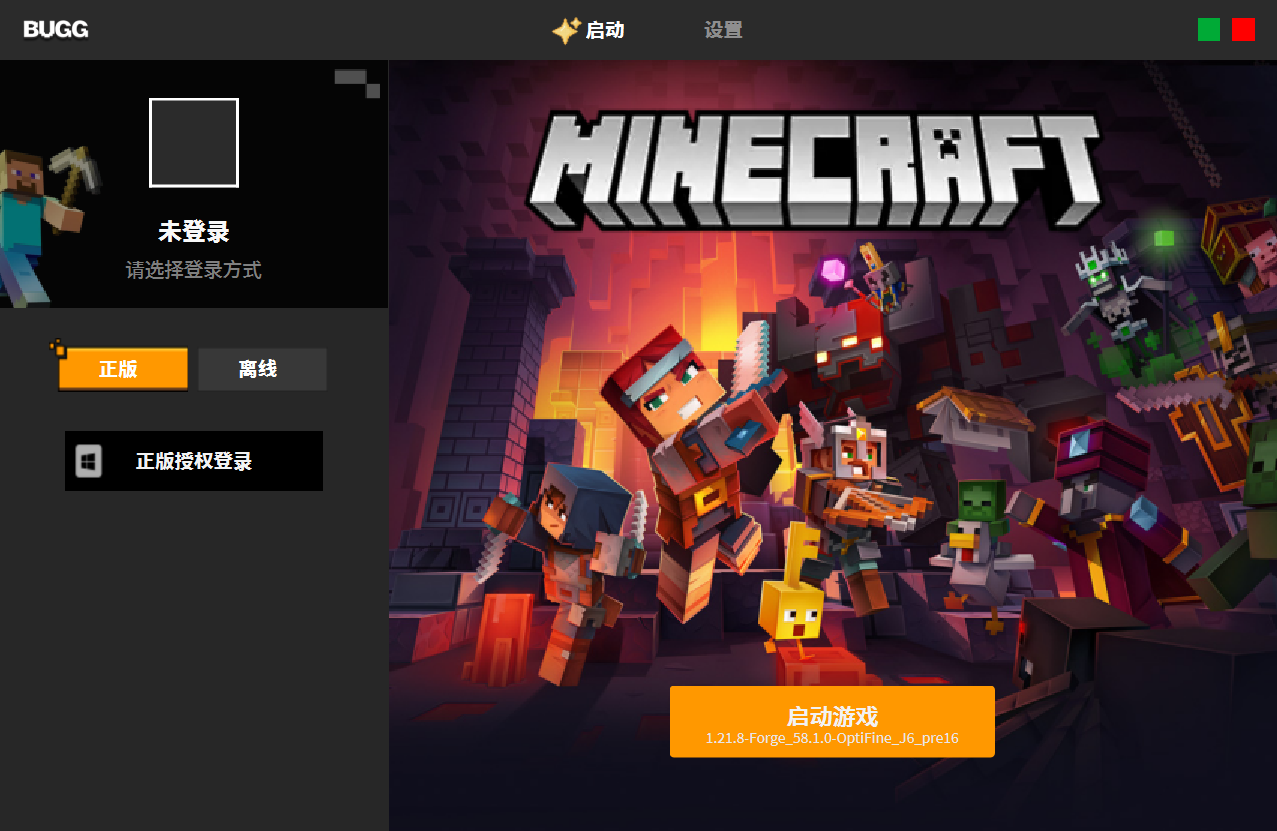 BUGG
启动
设置
未登录
请选择登录方式
正版
离线
正版授权登录
MINECRAFT
启动游戏
1.21.8-Forge_58.1.0-OptiFine_J6_pre16